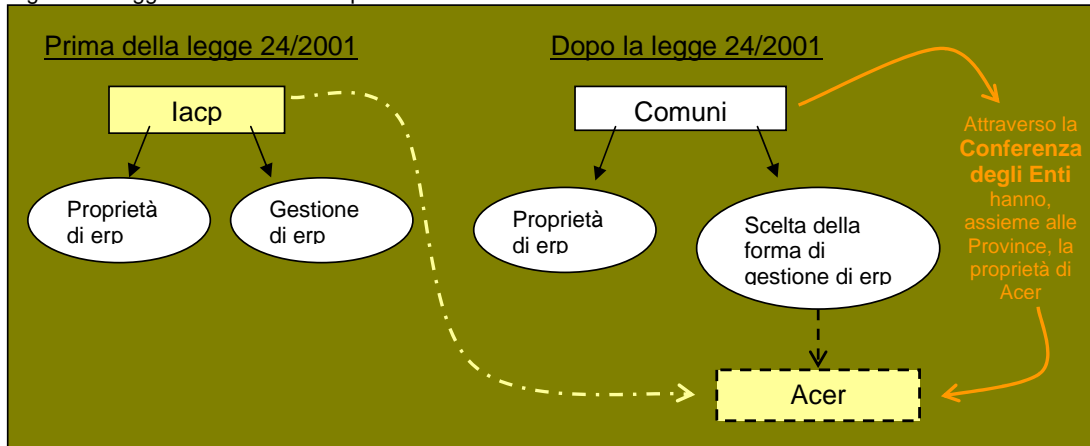 Prima della legge 24/2001
Dopo la legge 24/2001
Iacp
Proprietà
di erp
Gestione
di erp
Comuni
Proprietà
di erp
Scelta della
forma di
gestione di erp
Acer
Attraverso la
Conferenza
degli Enti
hanno,
assieme alle
Province, la
proprietà di
Acer